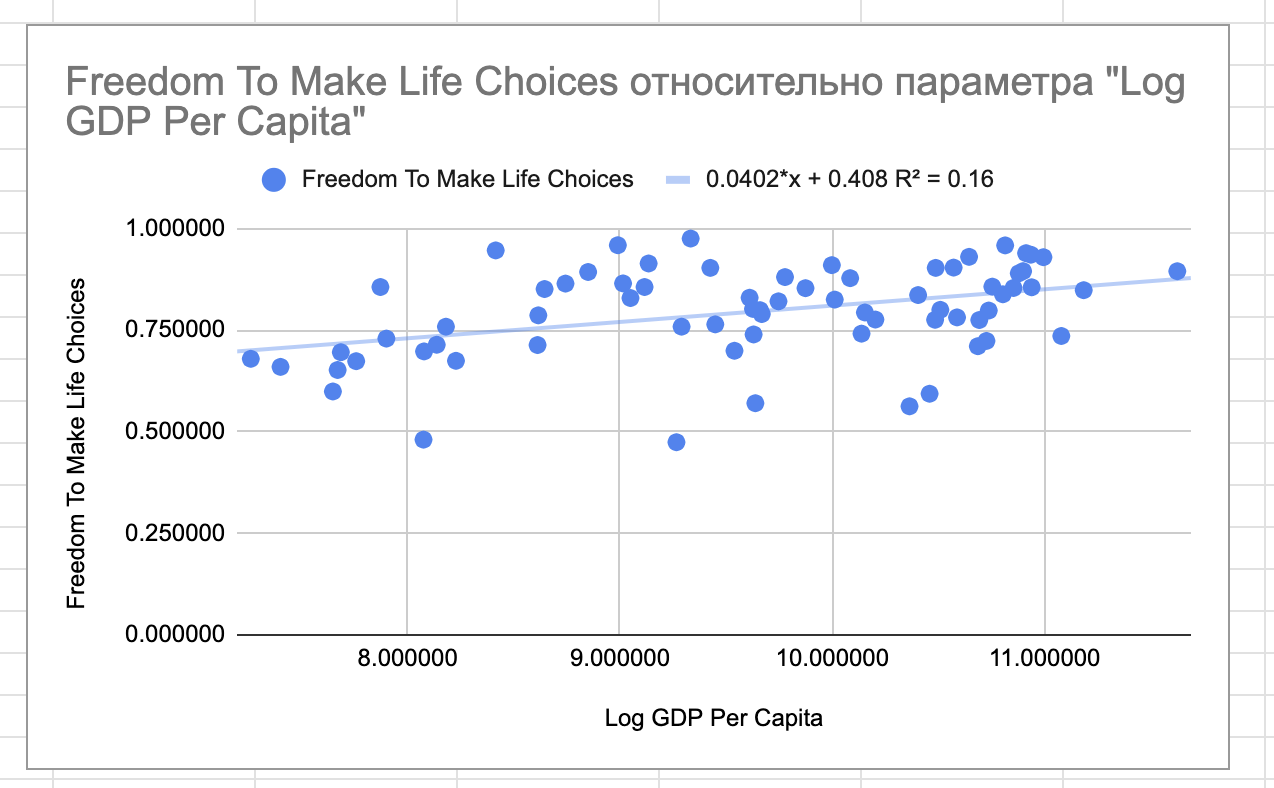 Freedom To Make Life Choices относительно параметра "Log
GDP Per Capita"
Freedom To Make Life Choices
0.0402*x + 0.408 R² = 0.16
Freedom To Make Life Choices
1.000000
0.750000
0.500000
0.250000
0.000000
8.000000
9.000000
10.000000
11.000000
Log GDP Per Capita